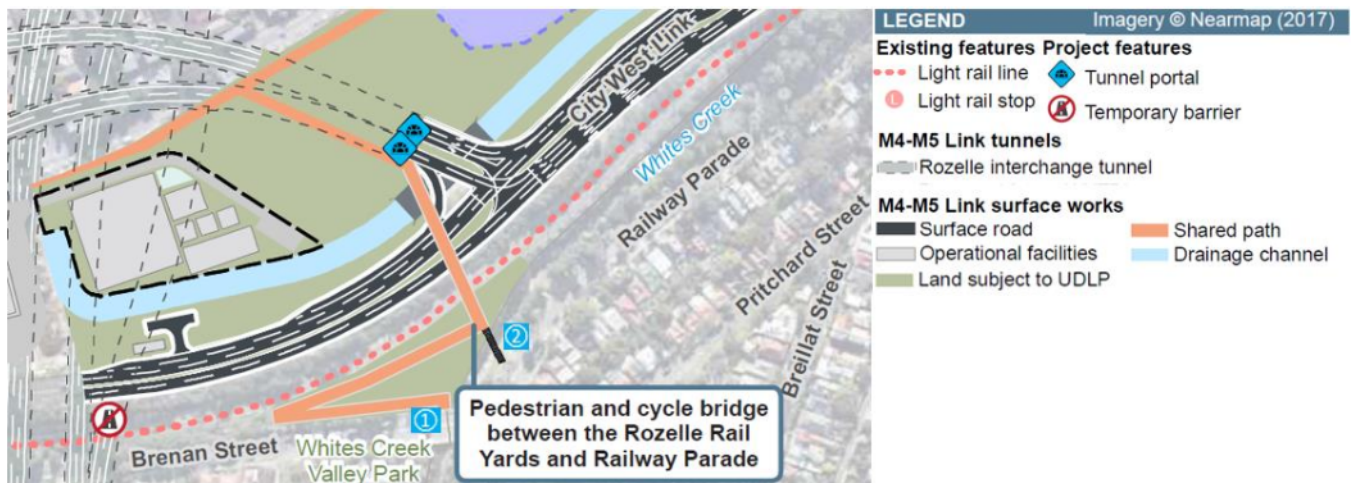 City West Link
Whites Creek
Railway Parade
Pritchard Street
Breillat Street
②
①
Brenan Street
Whites Creek
Valley Park
Pedestrian and cycle bridge
between the Rozelle Rail
Yards and Railway Parade
LEGEND Imagery © Nearmap (2017)
Existing features Project features
Light rail line Tunnel portal
L Light rail stop Temporary barrier
M4-M5 Link tunnels
Rozelle interchange tunnel
M4-M5 Link surface works
Surface road Shared path
Operational facilities Drainage channel
Land subject to UDLP